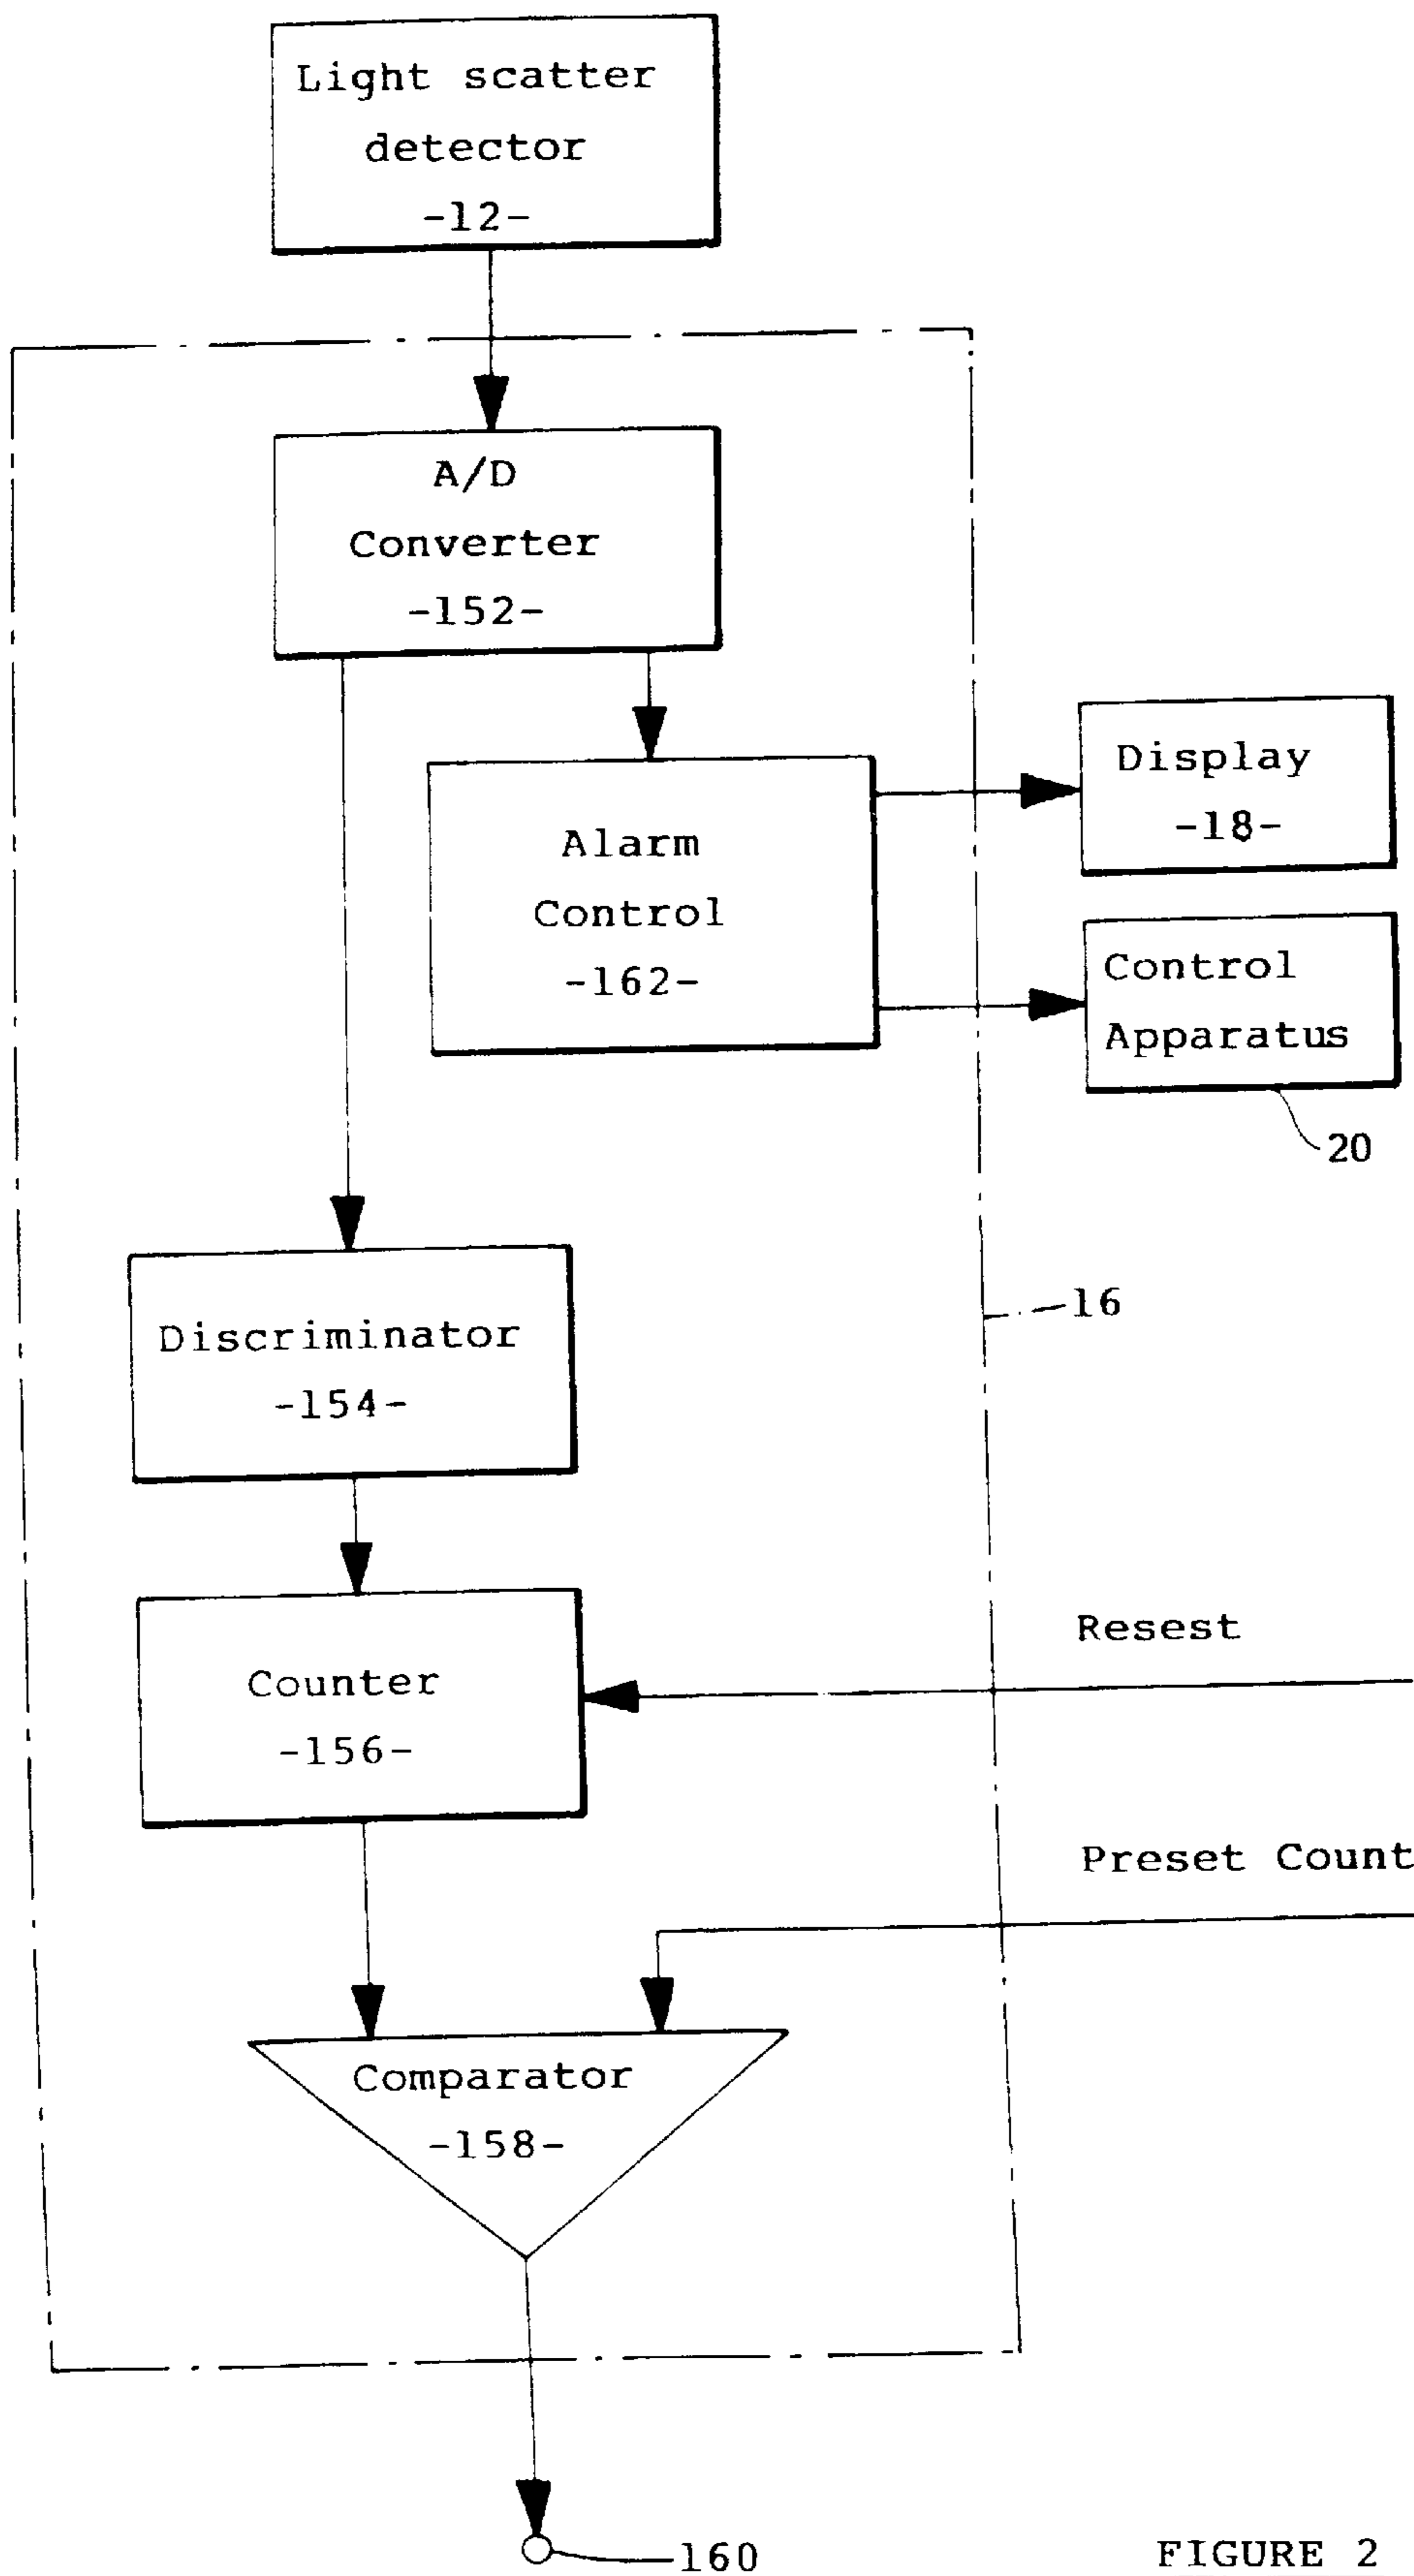 Light scatter
detector
-12-
A/D
Converter
-152-
Display
-18-
Alarm
Control
-162-
Control
Apparatus
20
16
Discriminator
-154-
Resest
Counter
-156-
Preset Count
Comparator
-158-
160
FIGURE 2